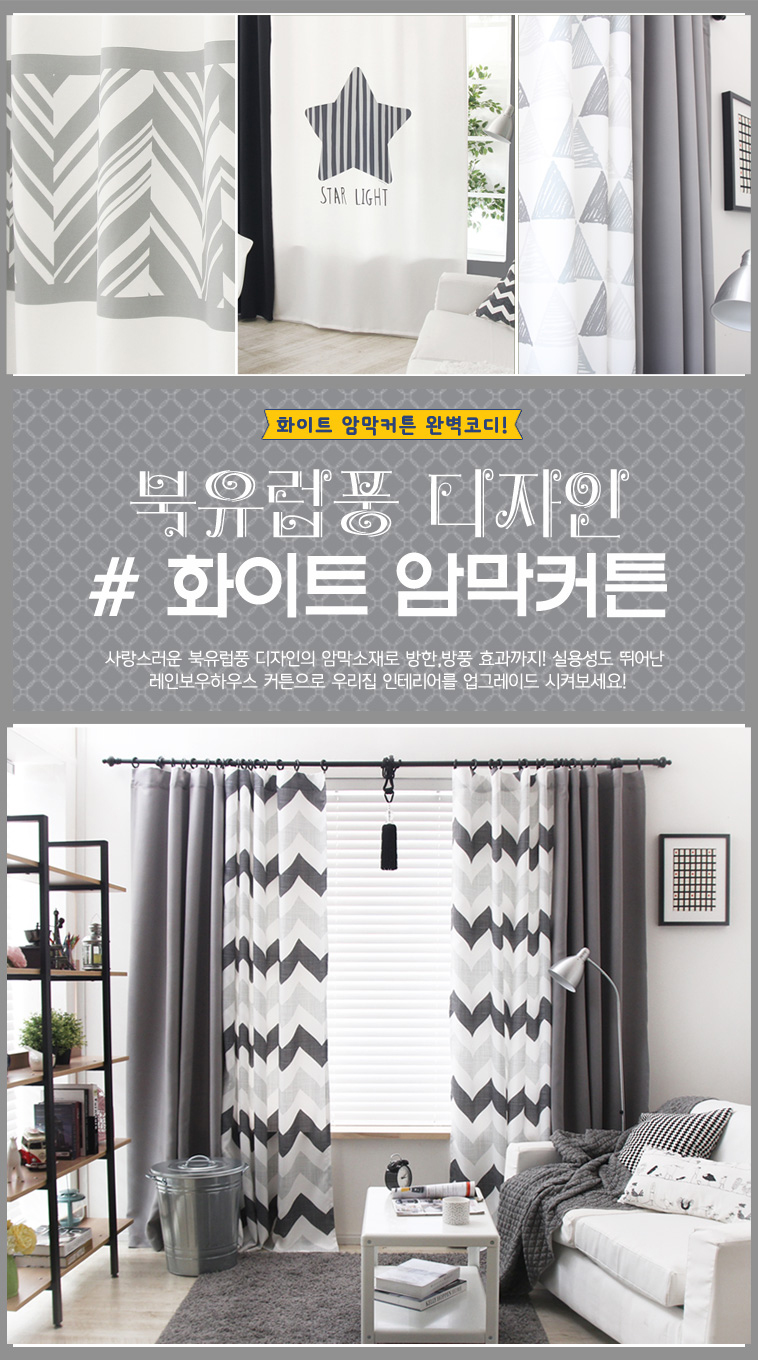 STAR LIGHT
화이트 암막커튼 완벽코디!
북유럽풍 디자인
# 화이트 암막커튼
사랑스러운 북유럽풍 디자인의 암막소재로 방한,방풍 효과까지! 실용성도 뛰어난
레인보우하우스 커튼으로 우리집 인테리어를 업그레이드 시켜보세요!